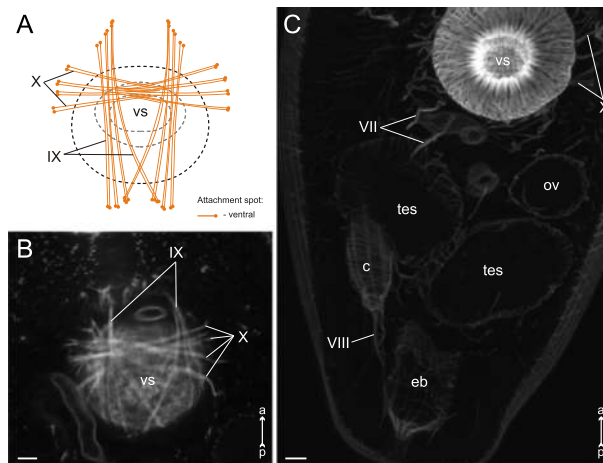 A
X
vs
IX
Attachment spot:
- ventral
B
IX
X
vs
a
p
C
vs
X
VII
ov
tes
c
tes
VIII
eb
a
p